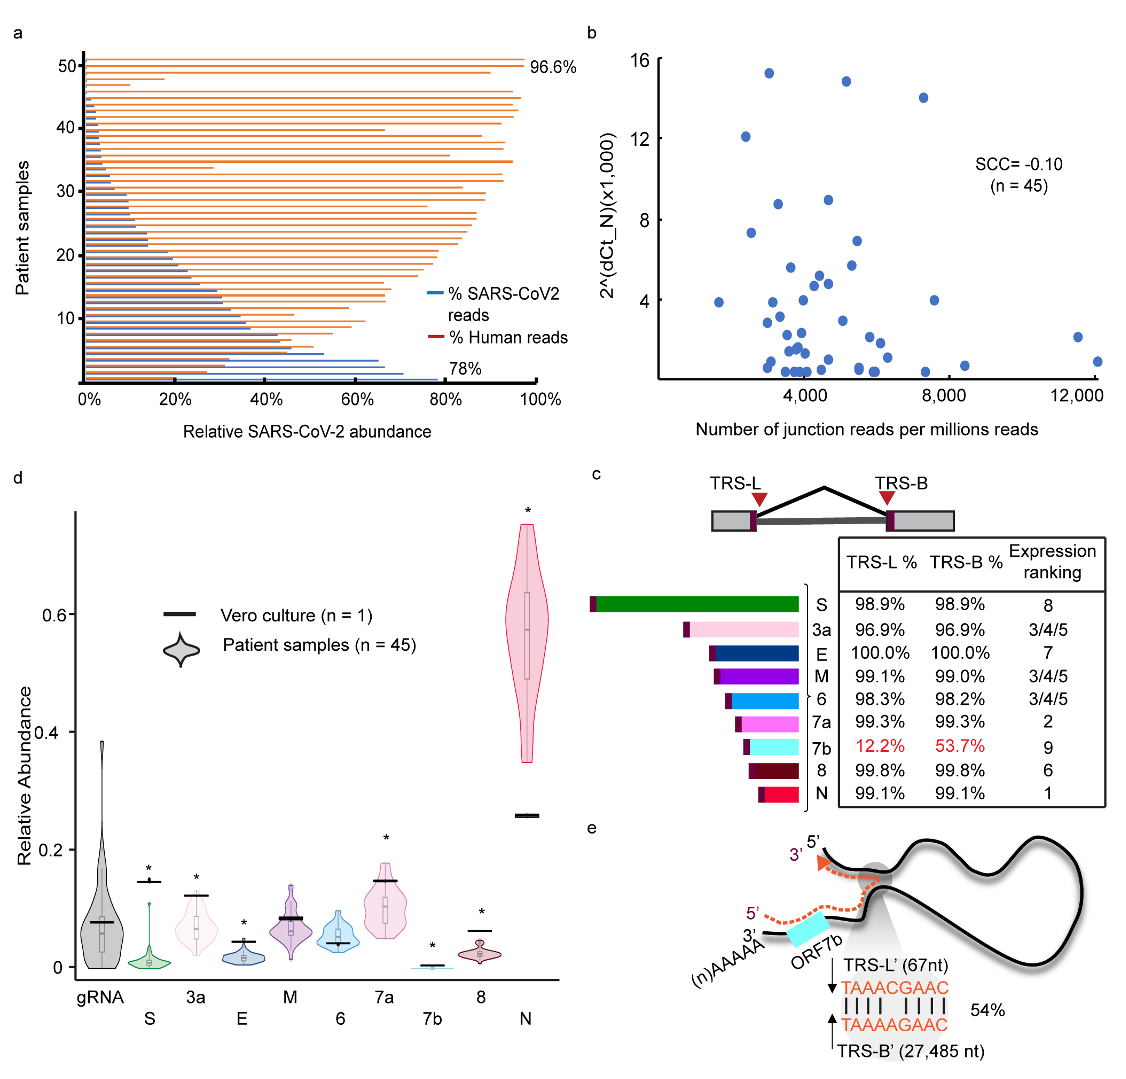 a
50
40
30
20
10
96.6%
% SARS-CoV2
reads
% Human reads
78%
0%
20%
40%
60%
80%
100%
Patient samples
Relative SARS-CoV-2 abundance
b
16
12
8
4
SCC= -0.10
(n = 45)
4,000
8,000
12,000
2^(dCt_N)(x1,000)
Number of junction reads per millions reads
d
0.6
0.4
0.2
0
Vero culture (n = 1)
Patient samples (n = 45)
*
*
*
*
*
*
*
gRNA
S
3a
E
M
6
7a
7b
8
N
Relative Abundance
c
TRS-L
TRS-B
TRS-L % TRS-B % Expression
ranking
S 98.9% 98.9% 8
3a 96.9% 96.9% 3/4/5
E 100.0% 100.0% 7
M 99.1% 99.0% 3/4/5
6 98.3% 98.2% 3/4/5
7a 99.3% 99.3% 2
7b 12.2% 53.7% 9
8 99.8% 99.8% 6
N 99.1% 99.1% 1
e
5’
3’
5’
3’
(n)AAAAA
ORF7b
TRS-L’ (67nt)
TAAACGAAC
54%
TAAAAGAAC
TRS-B’ (27,485 nt)